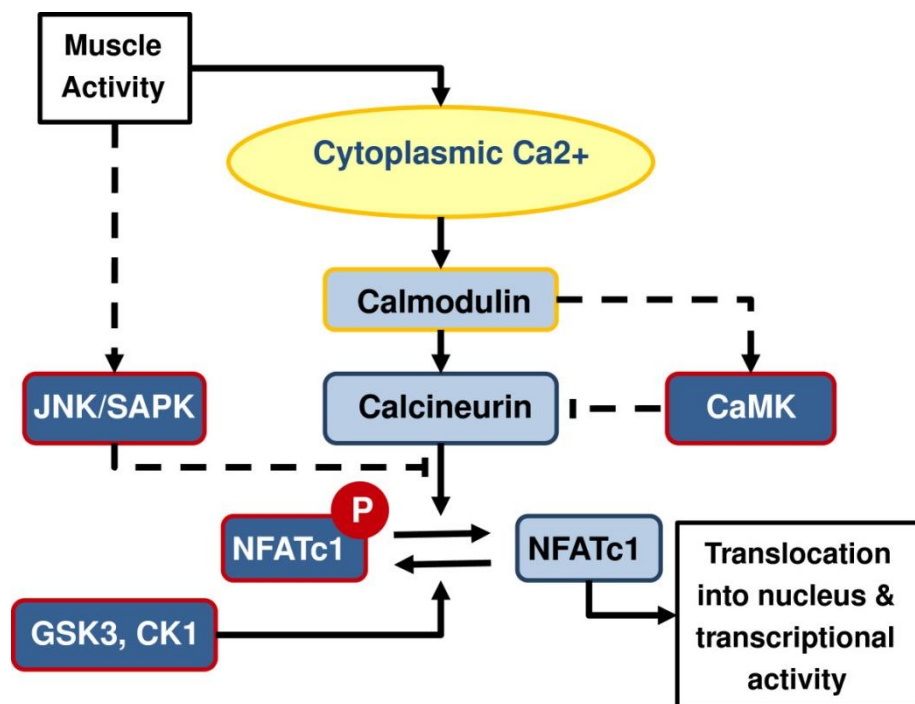 Muscle
Activity
Cytoplasmic Ca2+
Calmodulin
JNK/SAPK
Calcineurin
CaMK
P
NFATc1
NFATc1
Translocation
into nucleus &
transcriptional
activity
GSK3, CK1